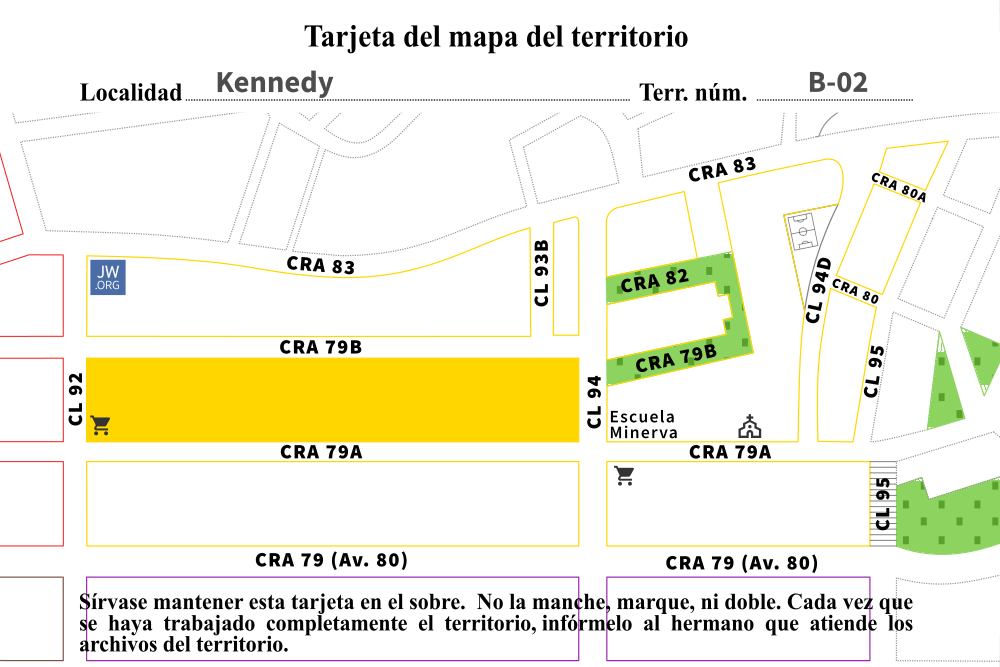 Tarjeta del mapa del territorio
Localidad Kennedy Terr. núm. B-02
CRA 83
CRA 80A
CRA 83
CL 93B
CRA 82
CL 94D
CRA 80
JW
.ORG
CRA 79B
CRA 79B
CL 92
CL 94
CL 95
Escuela
Minerva
CRA 79A
CRA 79A
CL 95
CRA 79 (Av. 80)
CRA 79 (Av. 80)
Sírvase mantener esta tarjeta en el sobre. No la manche, marque, ni doble. Cada vez que
se haya trabajado completamente el territorio, infórmelo al hermano que atiende los
archivos del territorio.